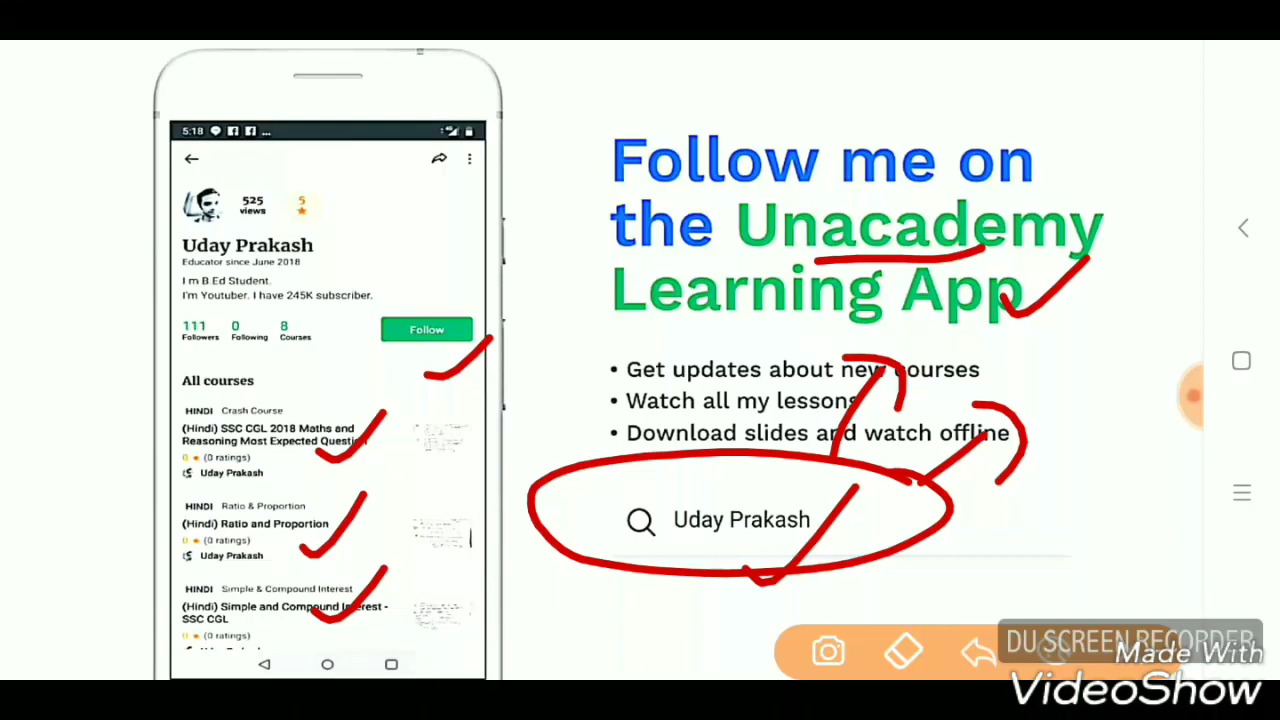 5:18
525
views
5
Uday Prakash
Educator since June 2018
I m B.Ed Student.
I'm Youtuber. I have 245K subscriber.
111
Followers
0
Following
8
Courses
Follow
All courses
HINDI Crash Course
(Hindi) SSC CGL 2018 Maths and
Reasoning Most Expected Question
0 ★ (0 ratings)
Uday Prakash
HINDI Ratio & Proportion
(Hindi) Ratio and Proportion
0 ★ (0 ratings)
Uday Prakash
HINDI Simple & Compound Interest
(Hindi) Simple and Compound Interest -
SSC CGL
0 ★ (0 ratings)
Follow me on
the Unacademy
Learning App
• Get updates about new courses
• Watch all my lessons
• Download slides and watch offline
Uday Prakash
DU SCREEN RECORDER
Made With
VideoShow